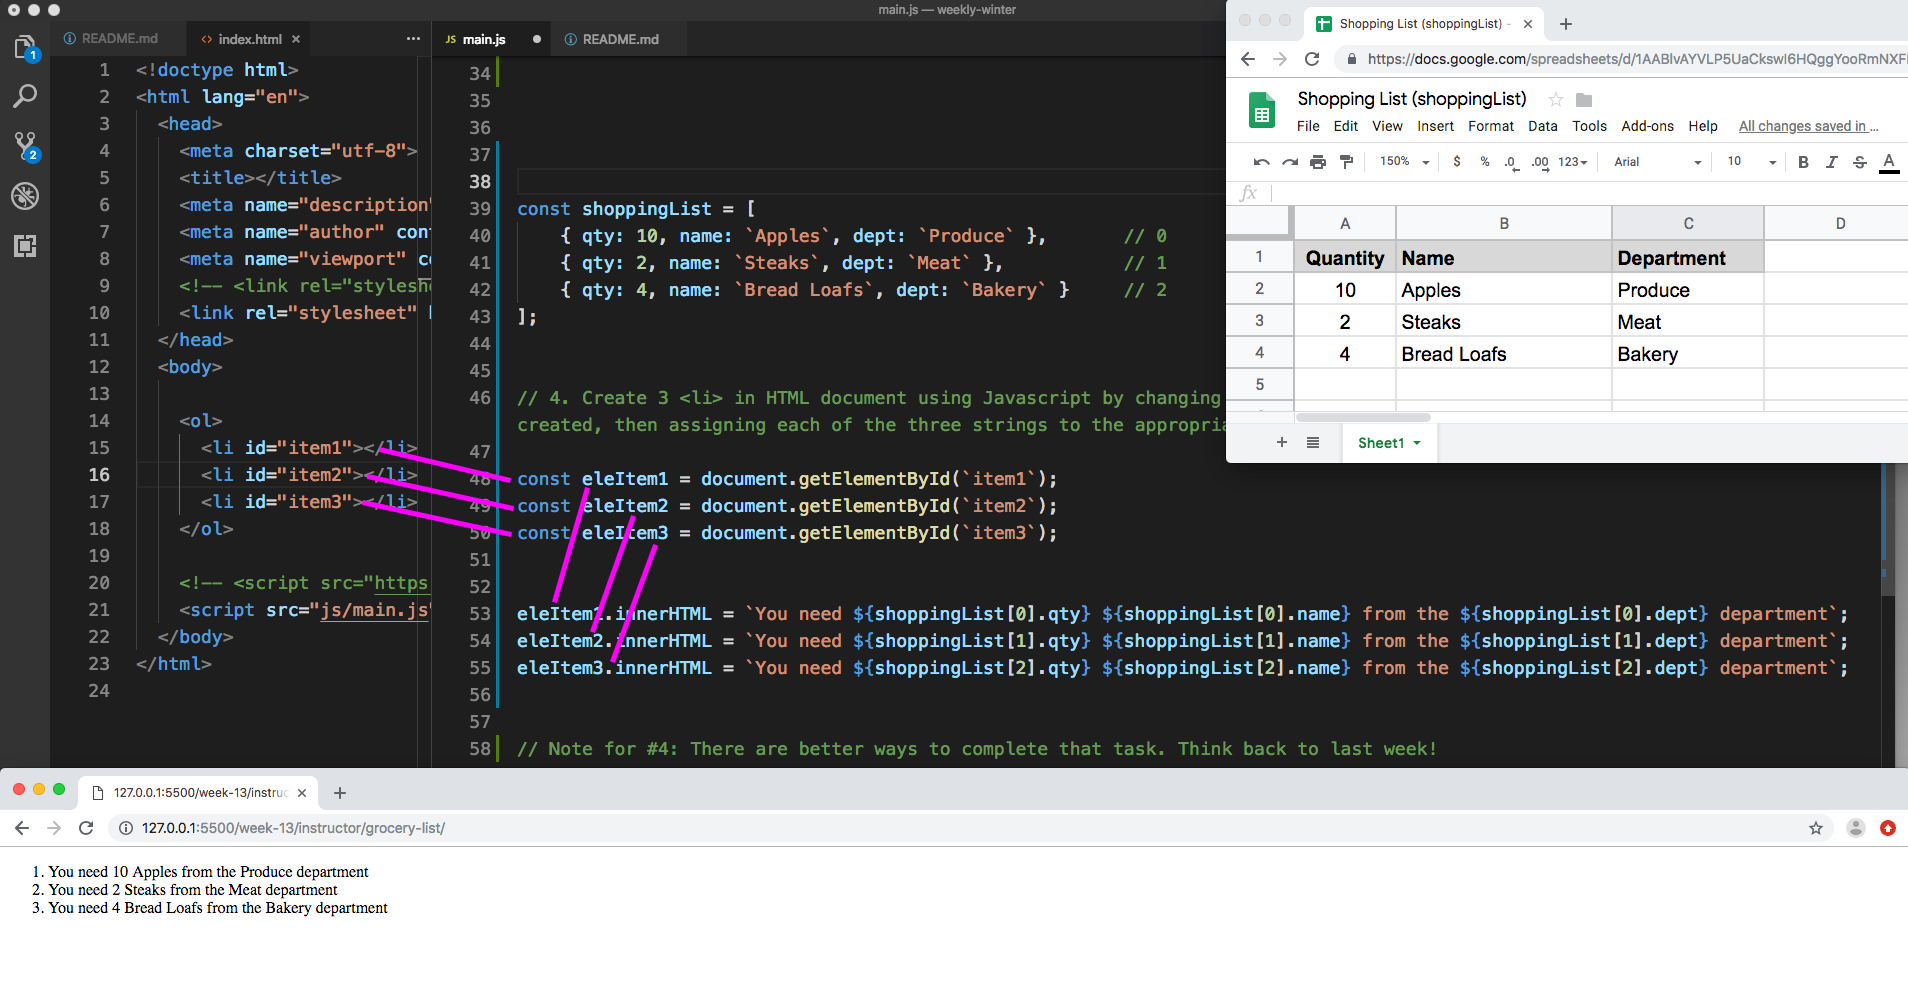 main.js — weekly-winter
README.md
index.html ×
···
JS main.js
README.md
1
2
1 <!doctype html>
2 <html lang="en">
3 <head>
4 <meta charset="utf-8">
5 <title></title>
6 <meta name="description"
7 <meta name="author" con
8 <meta name="viewport" c
9 <!-- <link rel="stylesh
10 <link rel="stylesheet"
11 </head>
12 <body>
13
14 <ol>
15 <li id="item1"></li>
16 <li id="item2"></li>
17 <li id="item3"></li>
18 </ol>
19
20 <!-- <script src="https
21 <script src="js/main.js
22 </body>
23 </html>
24
34
35
36
37
38
39 const shoppingList = [
40 { qty: 10, name: `Apples`, dept: `Produce` }, // 0
41 { qty: 2, name: `Steaks`, dept: `Meat` }, // 1
42 { qty: 4, name: `Bread Loafs`, dept: `Bakery` } // 2
43 ];
44
45
46 // 4. Create 3 <li> in HTML document using Javascript by changing
created, then assigning each of the three strings to the appropria
47
48 const eleItem1 = document.getElementById(`item1`);
49 const eleItem2 = document.getElementById(`item2`);
50 const eleItem3 = document.getElementById(`item3`);
51
52
53 eleItem1.innerHTML = `You need ${shoppingList[0].qty} ${shoppingList[0].name} from the ${shoppingList[0].dept} department`;
54 eleItem2.innerHTML = `You need ${shoppingList[1].qty} ${shoppingList[1].name} from the ${shoppingList[1].dept} department`;
55 eleItem3.innerHTML = `You need ${shoppingList[2].qty} ${shoppingList[2].name} from the ${shoppingList[2].dept} department`;
56
57
58 // Note for #4: There are better ways to complete that task. Think back to last week!
Shopping List (shoppingList) - ×
https://docs.google.com/spreadsheets/d/1AABlvAYVLP5UaCkswI6HQggYooRmNXF
Shopping List (shoppingList)
File Edit View Insert Format Data Tools Add-ons Help All changes saved in ...
150% $ % .0 .00 123 Arial 10 B I S A
fx
A B C D
1 Quantity Name Department
2 10 Apples Produce
3 2 Steaks Meat
4 4 Bread Loafs Bakery
5
+ Sheet1
127.0.0.1:5500/week-13/instruc ×
127.0.0.1:5500/week-13/instructor/grocery-list/
1. You need 10 Apples from the Produce department
2. You need 2 Steaks from the Meat department
3. You need 4 Bread Loafs from the Bakery department